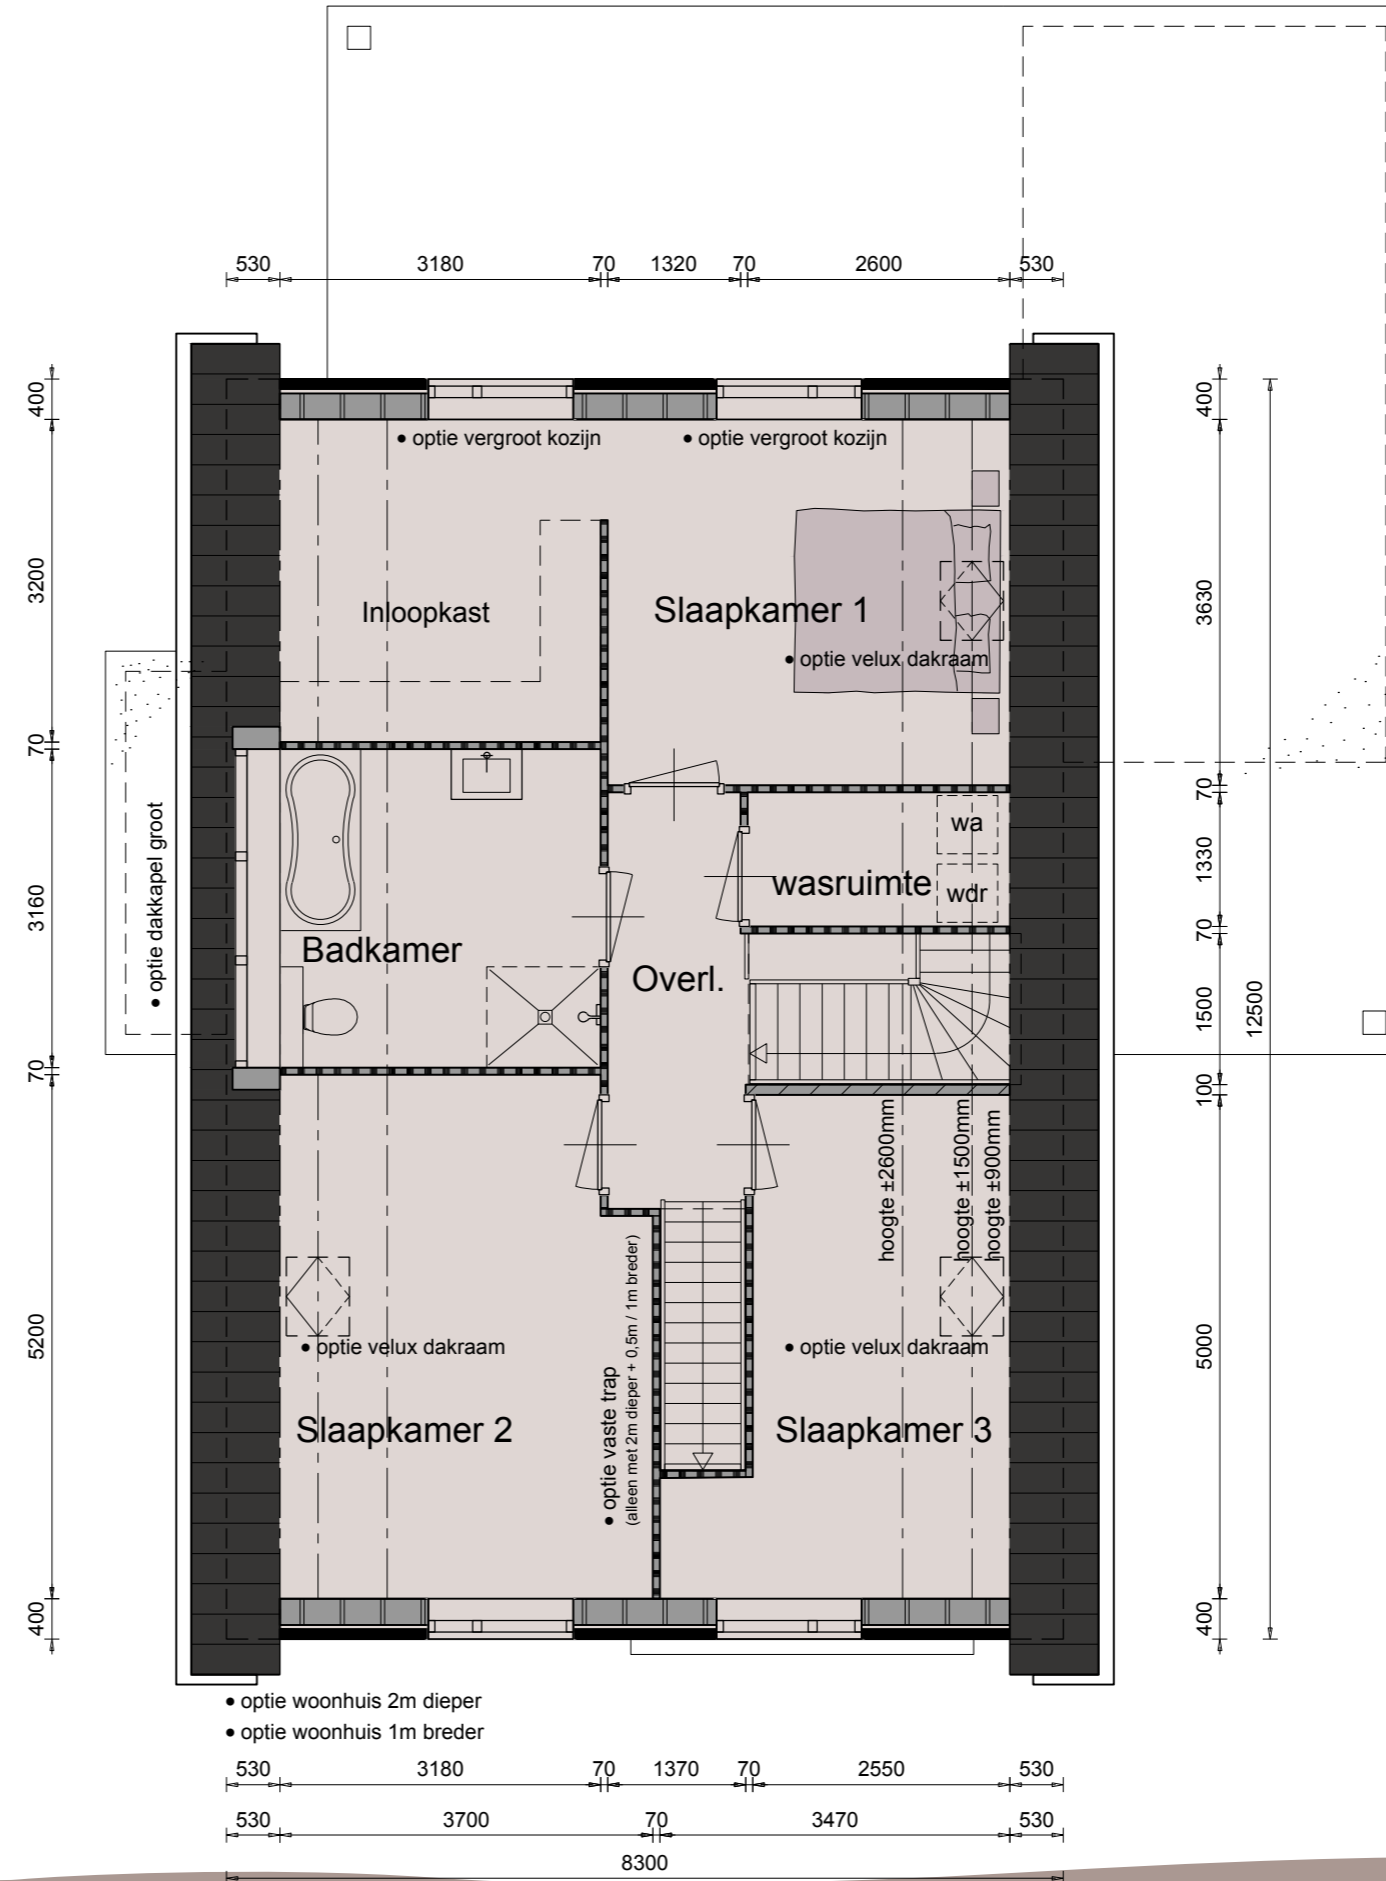 530 3180 70 1320 70 2600 530
400
3200
70
3160
70
5200
400
400
3630
70
1330
70
1500
100
5000
400
12500
• optie vergroot kozijn
• optie vergroot kozijn
Inloopkast
Slaapkamer 1
• optie velux dakraam
• optie dakkapel groot
wa
wasruimte
wdr
Badkamer
Overl.
hoogte ±2600mm
hoogte ±1500mm
hoogte ±900mm
• optie velux dakraam
• optie velux dakraam
Slaapkamer 2
• optie vaste trap
(alleen met 2m dieper + 0,5m / 1m breder)
Slaapkamer 3
• optie woonhuis 2m dieper
• optie woonhuis 1m breder
530 3180 70 1370 70 2550 530
530 3700 70 3470 530
8300